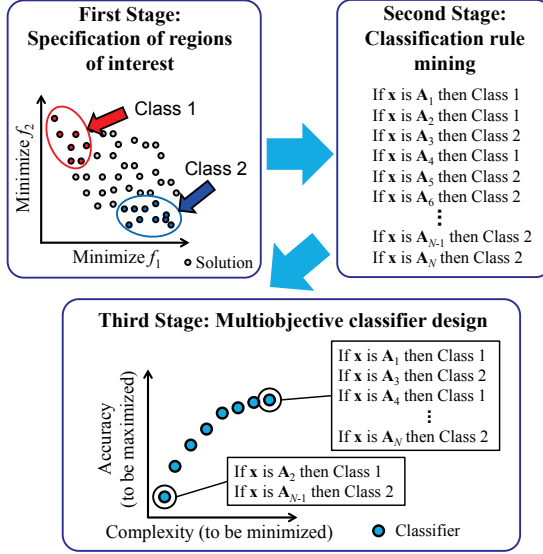 First Stage:
Specification of regions
of interest
Class 1
Class 2
Minimize f2
Minimize f1
Solution
Second Stage:
Classification rule
mining
If x is A1 then Class 1
If x is A2 then Class 1
If x is A3 then Class 2
If x is A4 then Class 1
If x is A5 then Class 2
If x is A6 then Class 2
⋮
If x is AN-1 then Class 2
If x is AN then Class 2
Third Stage: Multiobjective classifier design
Accuracy
(to be maximized)
If x is A1 then Class 1
If x is A3 then Class 2
If x is A4 then Class 1
⋮
If x is AN then Class 2
If x is A2 then Class 1
If x is AN-1 then Class 2
Complexity (to be minimized)
Classifier